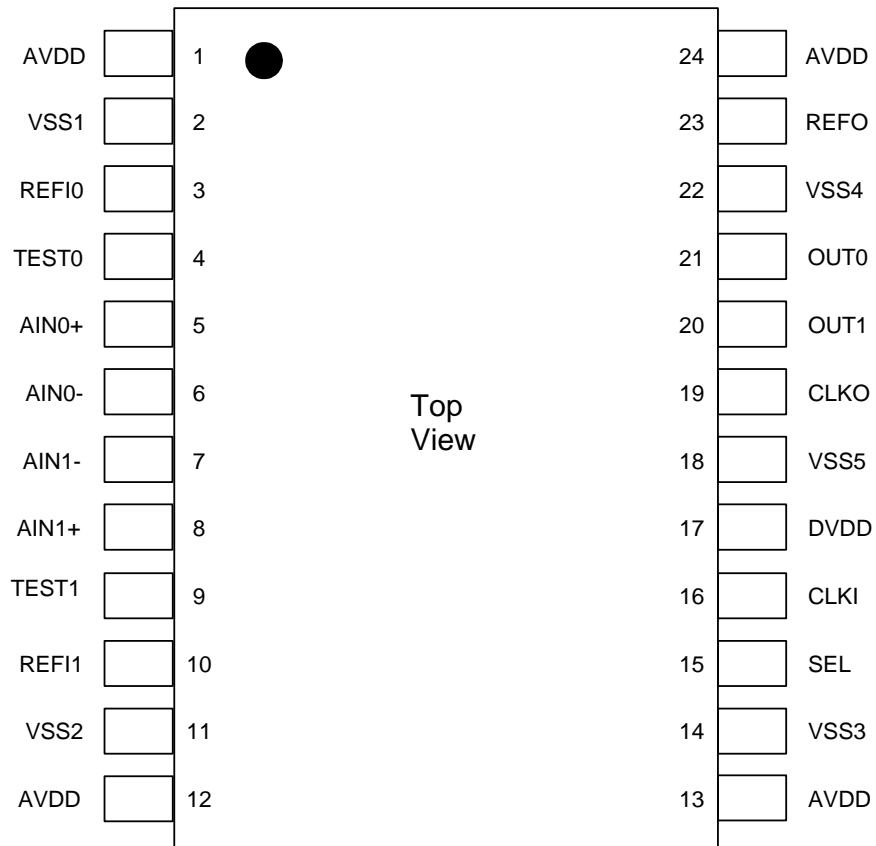 AVDD 1 24 AVDD
VSS1 2 23 REFO
REFI0 3 22 VSS4
TEST0 4 21 OUT0
AIN0+ 5 20 OUT1
AIN0- 6 19 CLKO
Top
View
AIN1- 7 18 VSS5
AIN1+ 8 17 DVDD
TEST1 9 16 CLKI
REFI1 10 15 SEL
VSS2 11 14 VSS3
AVDD 12 13 AVDD